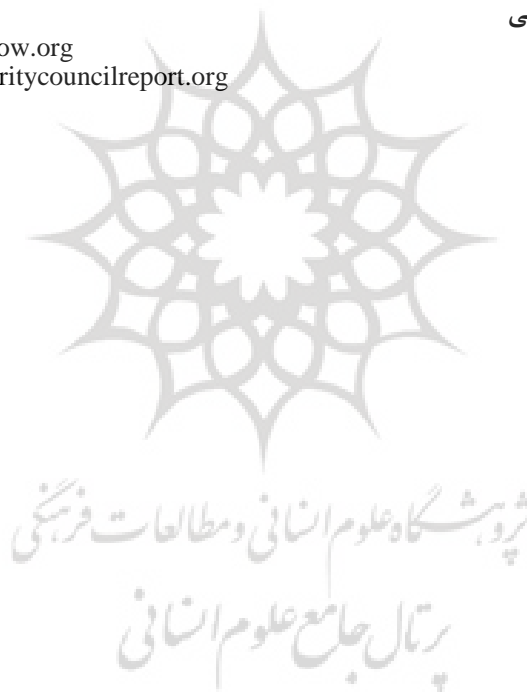 ی
ow.org
ritycouncilreport.org
پژوهشگاه علوم انسانی و مطالعات فرهنگی
پرتال جامع علوم انسانی